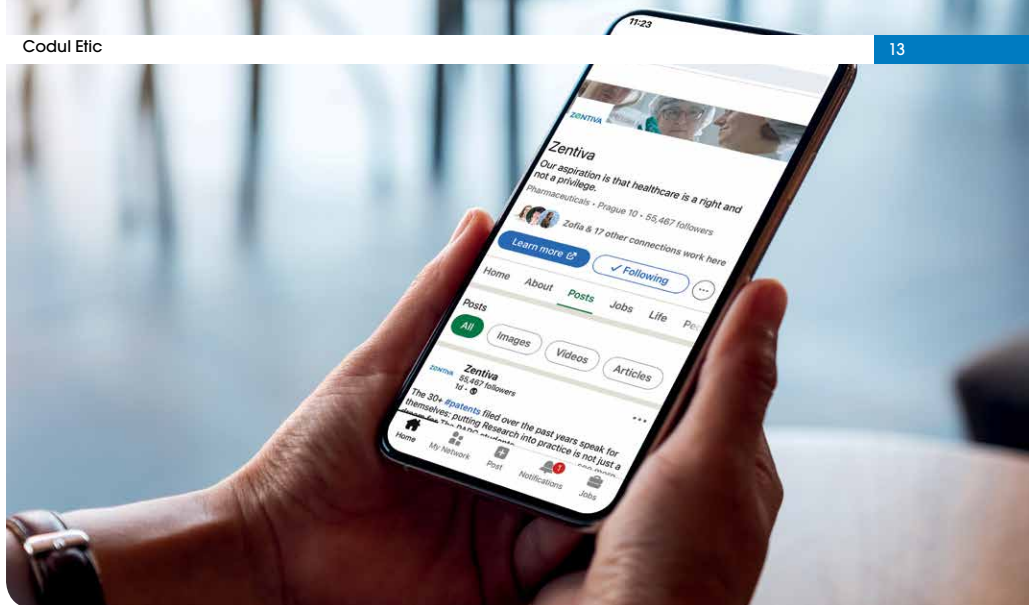 11:23
Codul Etic
13
ZENTIVA
Zentiva
Our aspiration is that healthcare is a right and
not a privilege.
Pharmaceuticals • Prague 10 • 55,467 followers
Zofia & 17 other connections work here
Learn more
✓ Following
Home About Posts Jobs Life
Posts
All Images Videos Articles
ZENTIVA
Zentiva
55,467 followers
1d •
The 30+ #patents filed over the past years speak for
themselves; putting Research into practice is not just a
Home My Network Post Notifications 1 Jobs